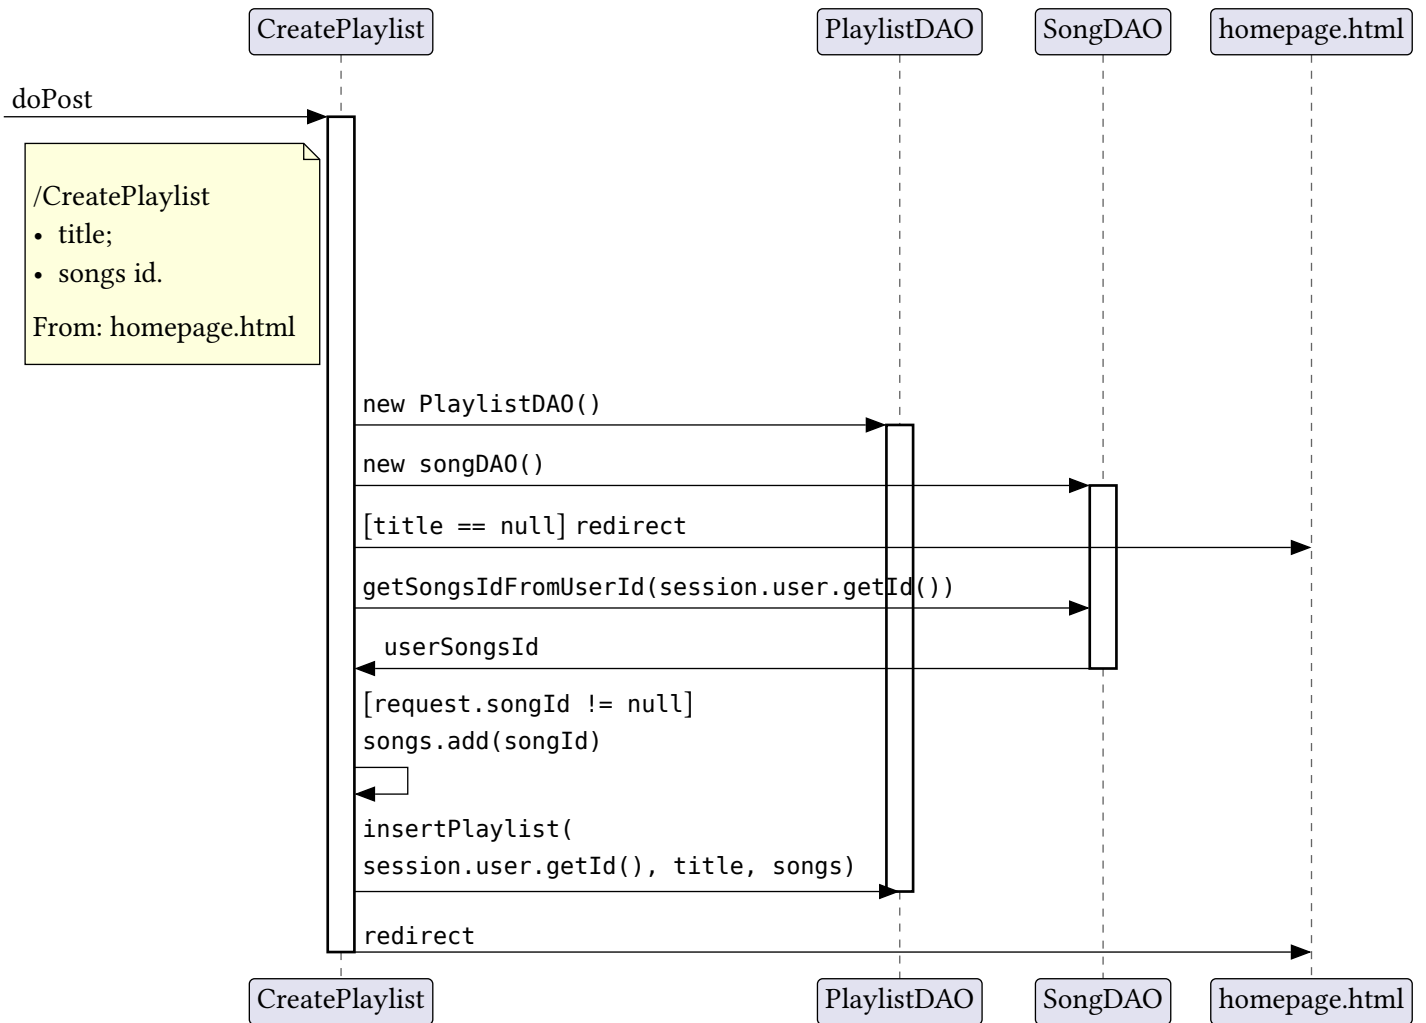 CreatePlaylist
PlaylistDAO
SongDAO
homepage.html
doPost
/CreatePlaylist
• title;
• songs id.
From: homepage.html
new PlaylistDAO()
new songDAO()
[title == null] redirect
getSongsIdFromUserId(session.user.getId())
userSongsId
[request.songId != null]
songs.add(songId)
insertPlaylist(
session.user.getId(), title, songs)
redirect
CreatePlaylist
PlaylistDAO
SongDAO
homepage.html